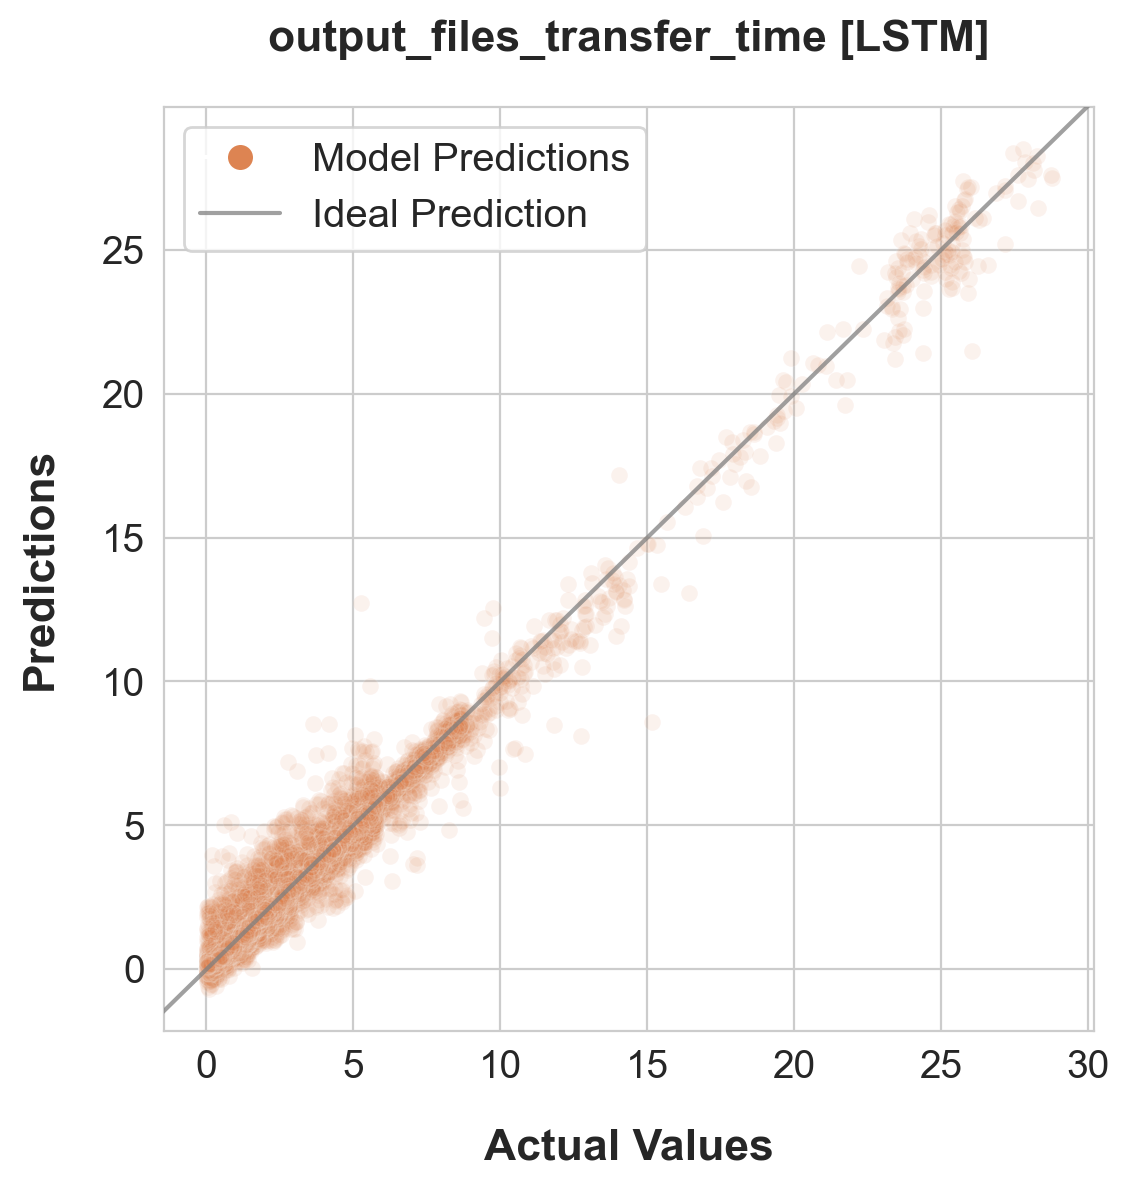 output_files_transfer_time [LSTM]
Model Predictions
Ideal Prediction
Predictions
25
20
15
10
5
0
0 5 10 15 20 25 30
Actual Values